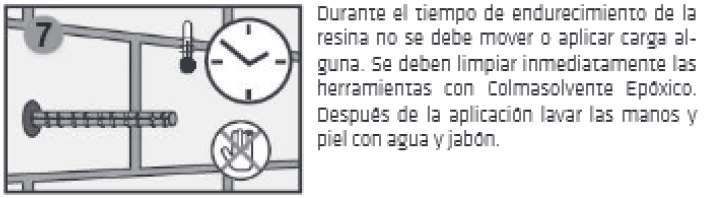 7
Durante el tiempo de endurecimiento de la
resina no se debe mover o aplicar carga al-
guna. Se deben limpiar inmediatamente las
herramientas con Colmasolvente Epóxico.
Después de la aplicación lavar las manos y
piel con agua y jabón.